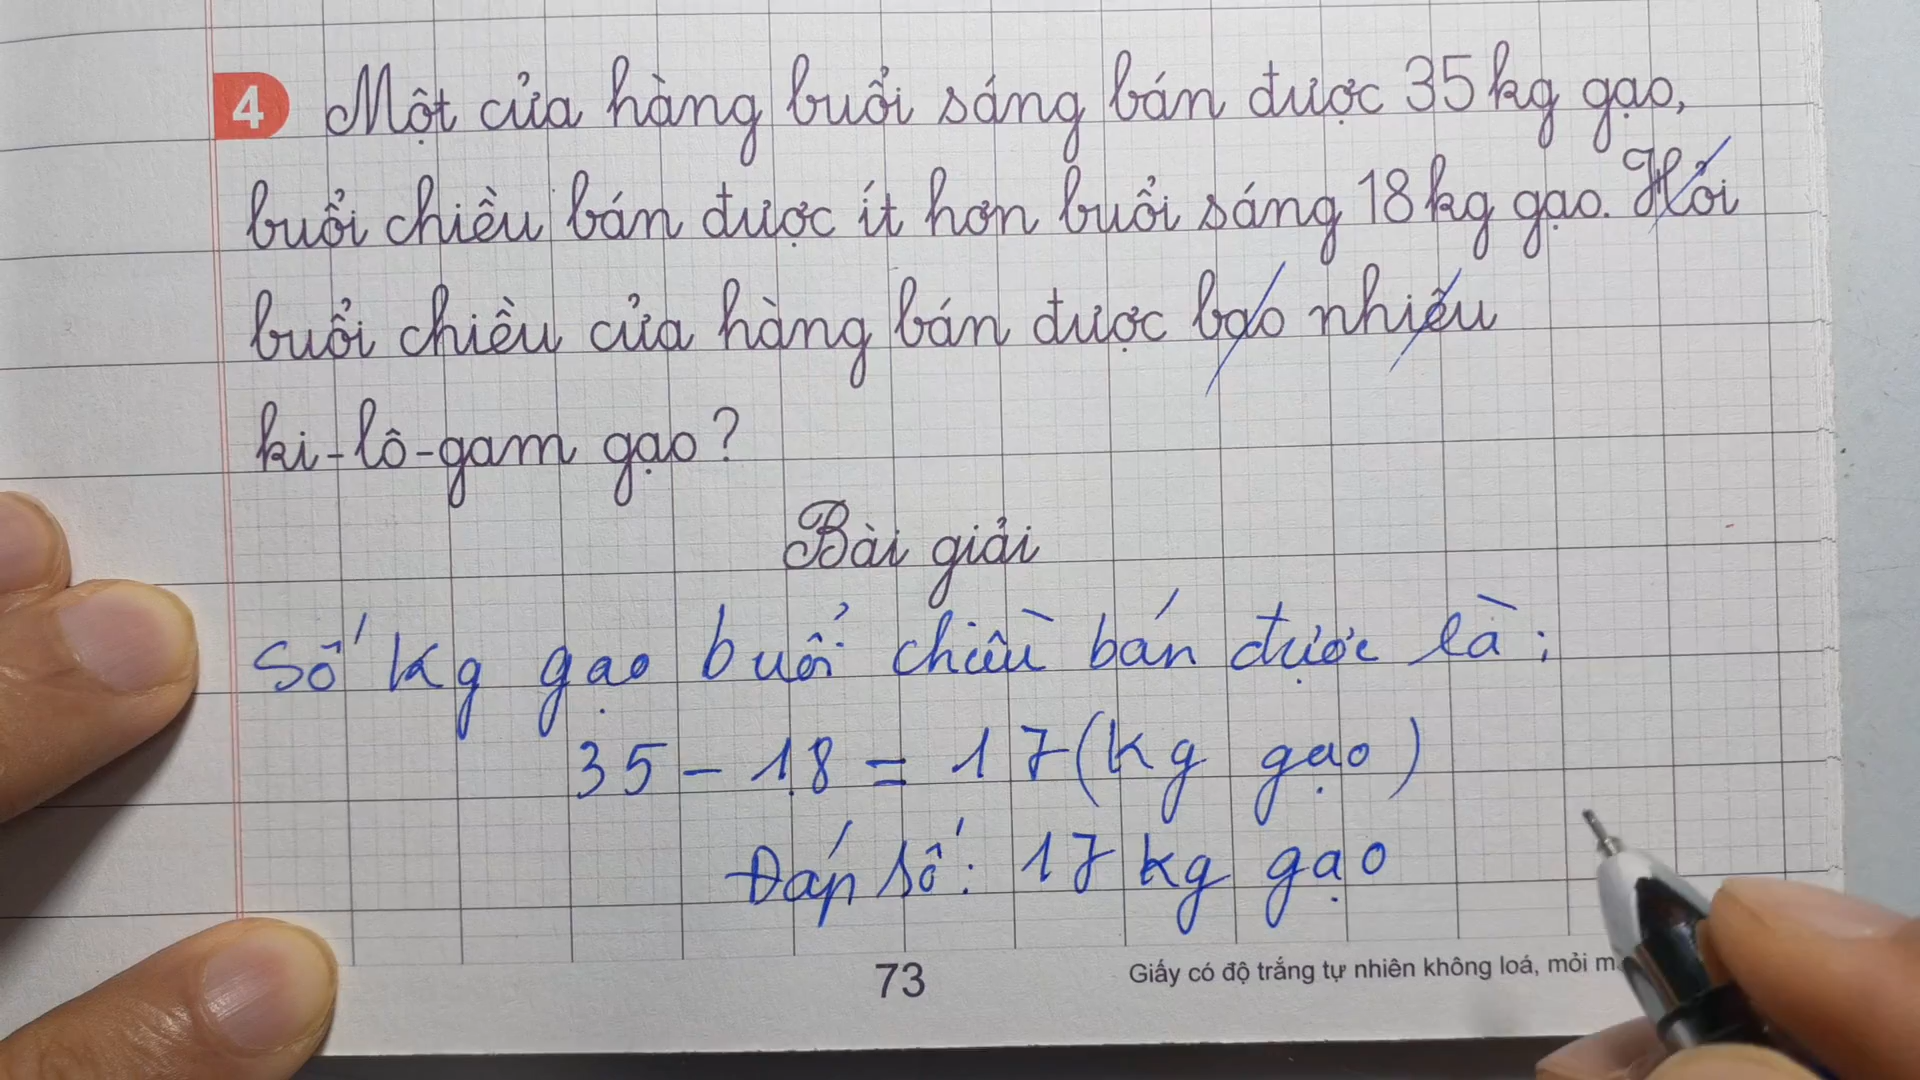 4 Một cửa hàng buổi sáng bán được 35 kg gạo,
buổi chiều bán được ít hơn buổi sáng 18 kg gạo. Hỏi
buổi chiều cửa hàng bán được bao nhiêu
ki-lô-gam gạo?
Bài giải
Số kg gạo buổi chiều bán được là:
35 - 18 = 17 (kg gạo)
Đáp số: 17 kg gạo
73
Giấy có độ trắng tự nhiên không loá, mỏi m